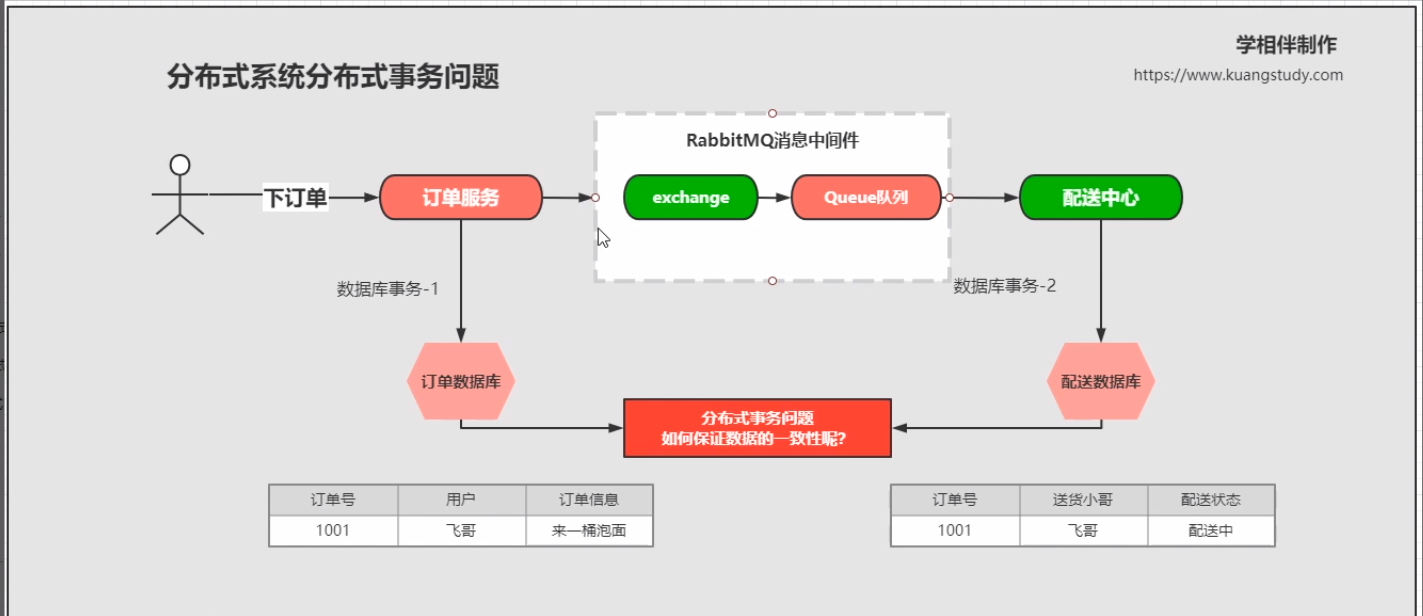 学相伴制作
https://www.kuangstudy.com
分布式系统分布式事务问题
RabbitMQ消息中间件
下订单
订单服务
exchange
Queue队列
配送中心
数据库事务-1
数据库事务-2
订单数据库
配送数据库
分布式事务问题
如何保证数据的一致性呢?
订单号 用户 订单信息
1001 飞哥 来一桶泡面
订单号 送货小哥 配送状态
1001 飞哥 配送中